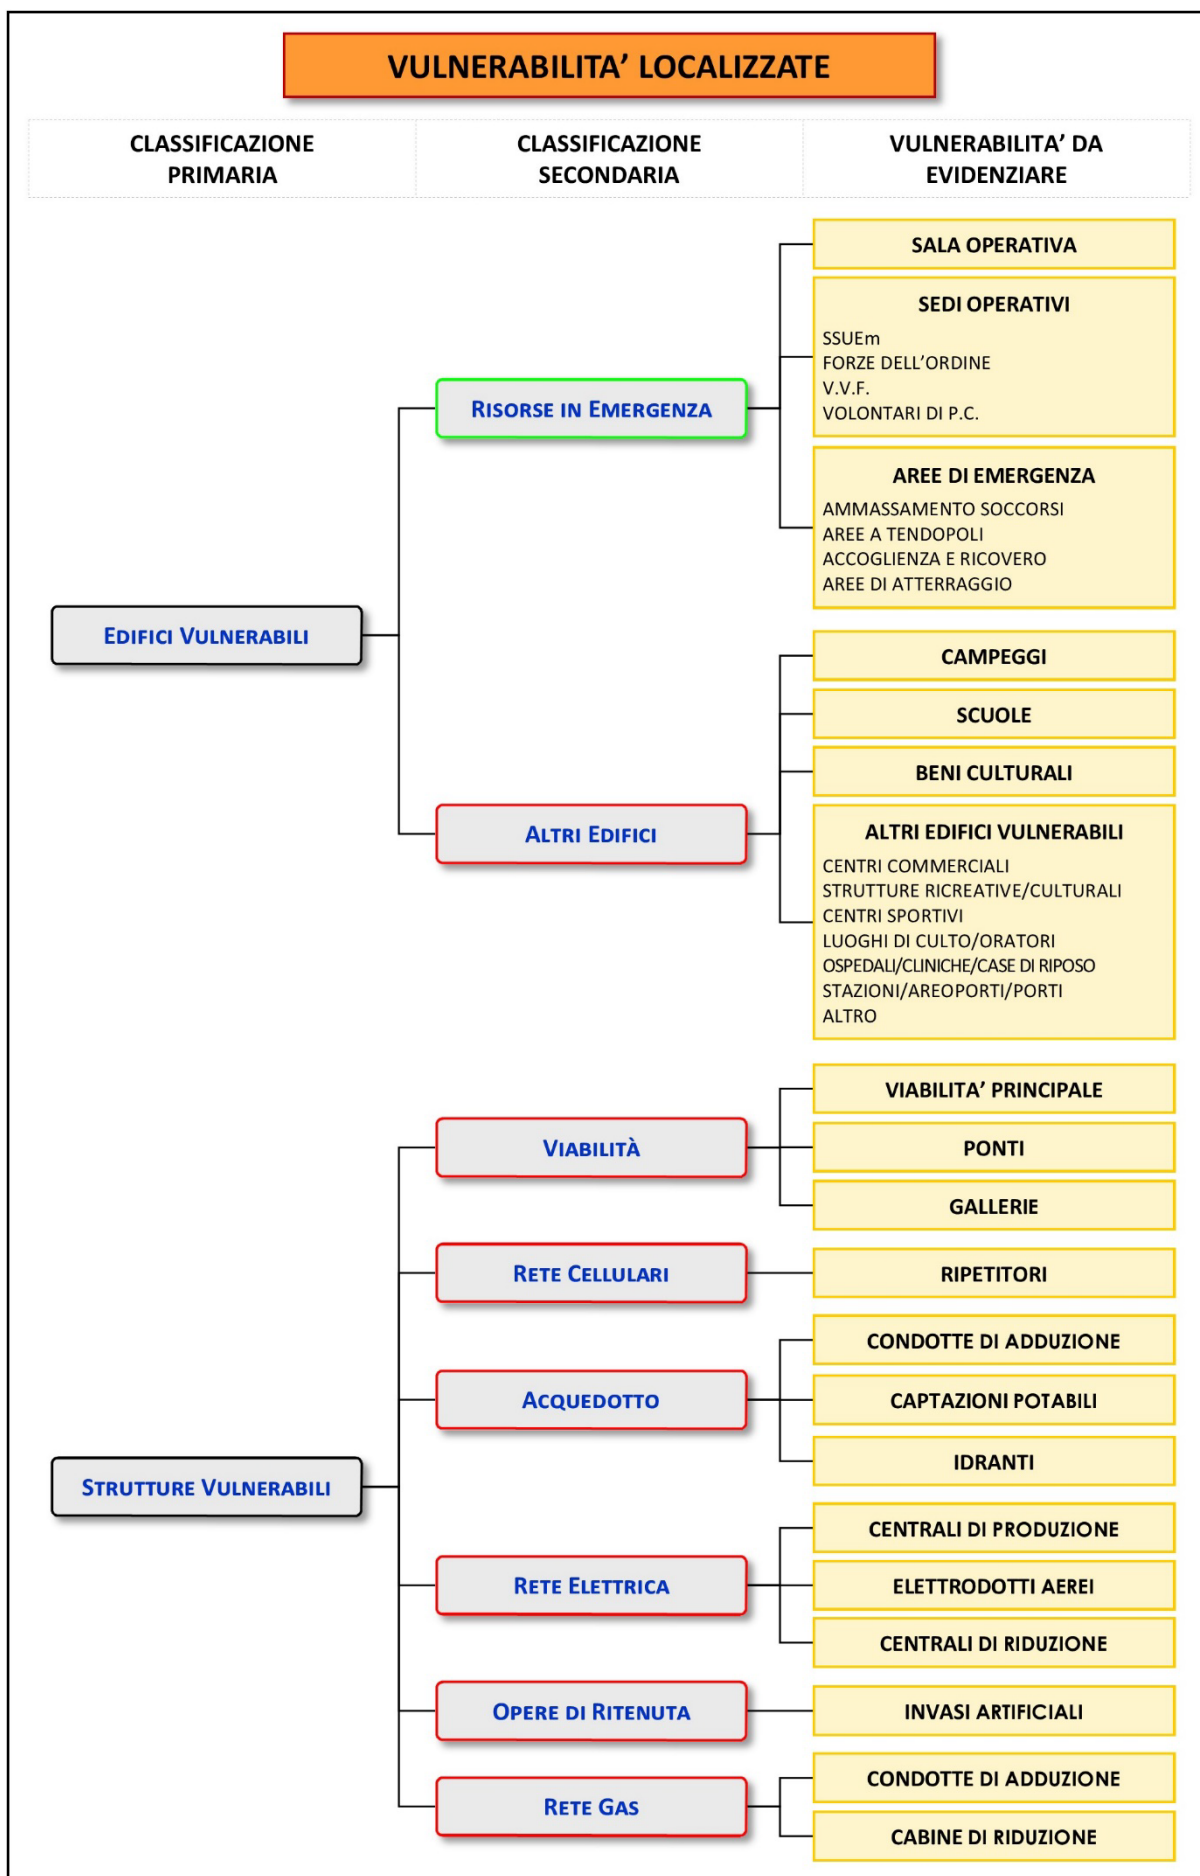 VULNERABILITA’ LOCALIZZATE
CLASSIFICAZIONE
PRIMARIA
CLASSIFICAZIONE
SECONDARIA
VULNERABILITA’ DA
EVIDENZIARE
EDIFICI VULNERABILI
RISORSE IN EMERGENZA
SALA OPERATIVA
SEDI OPERATIVI
SSUEm
FORZE DELL’ORDINE
V.V.F.
VOLONTARI DI P.C.
AREE DI EMERGENZA
AMMASSAMENTO SOCCORSI
AREE A TENDOPOLI
ACCOGLIENZA E RICOVERO
AREE DI ATTERRAGGIO
ALTRI EDIFICI
CAMPEGGI
SCUOLE
BENI CULTURALI
ALTRI EDIFICI VULNERABILI
CENTRI COMMERCIALI
STRUTTURE RICREATIVE/CULTURALI
CENTRI SPORTIVI
LUOGHI DI CULTO/ORATORI
OSPEDALI/CLINICHE/CASE DI RIPOSO
STAZIONI/AREOPORTI/PORTI
ALTRO
STRUTTURE VULNERABILI
VIABILITÀ
VIABILITA’ PRINCIPALE
PONTI
GALLERIE
RETE CELLULARI
RIPETITORI
ACQUEDOTTO
CONDOTTE DI ADDUZIONE
CAPTAZIONI POTABILI
IDRANTI
RETE ELETTRICA
CENTRALI DI PRODUZIONE
ELETTRODOTTI AEREI
CENTRALI DI RIDUZIONE
OPERE DI RITENUTA
INVASI ARTIFICIALI
RETE GAS
CONDOTTE DI ADDUZIONE
CABINE DI RIDUZIONE